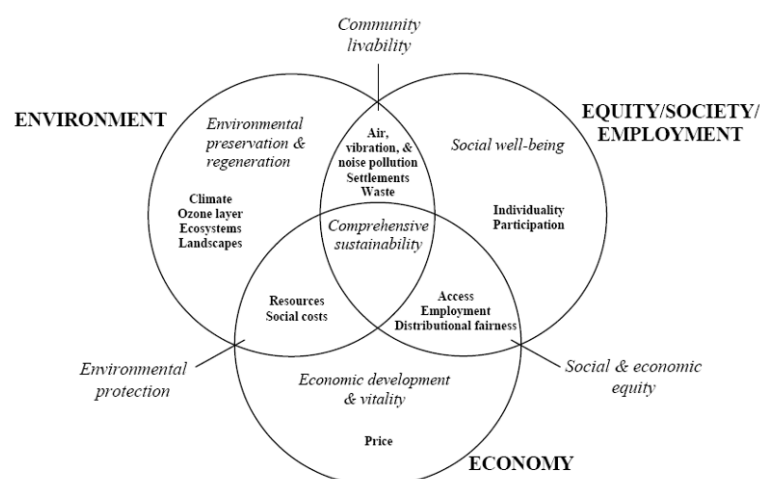 Community
livability
ENVIRONMENT
EQUITY/SOCIETY/
EMPLOYMENT
Environmental
preservation &
regeneration
Air,
vibration, &
noise pollution
Settlements
Waste
Social well-being
Climate
Ozone layer
Ecosystems
Landscapes
Individuality
Participation
Comprehensive
sustainability
Resources
Social costs
Access
Employment
Distributional fairness
Environmental
protection
Economic development
& vitality
Social & economic
equity
Price
ECONOMY